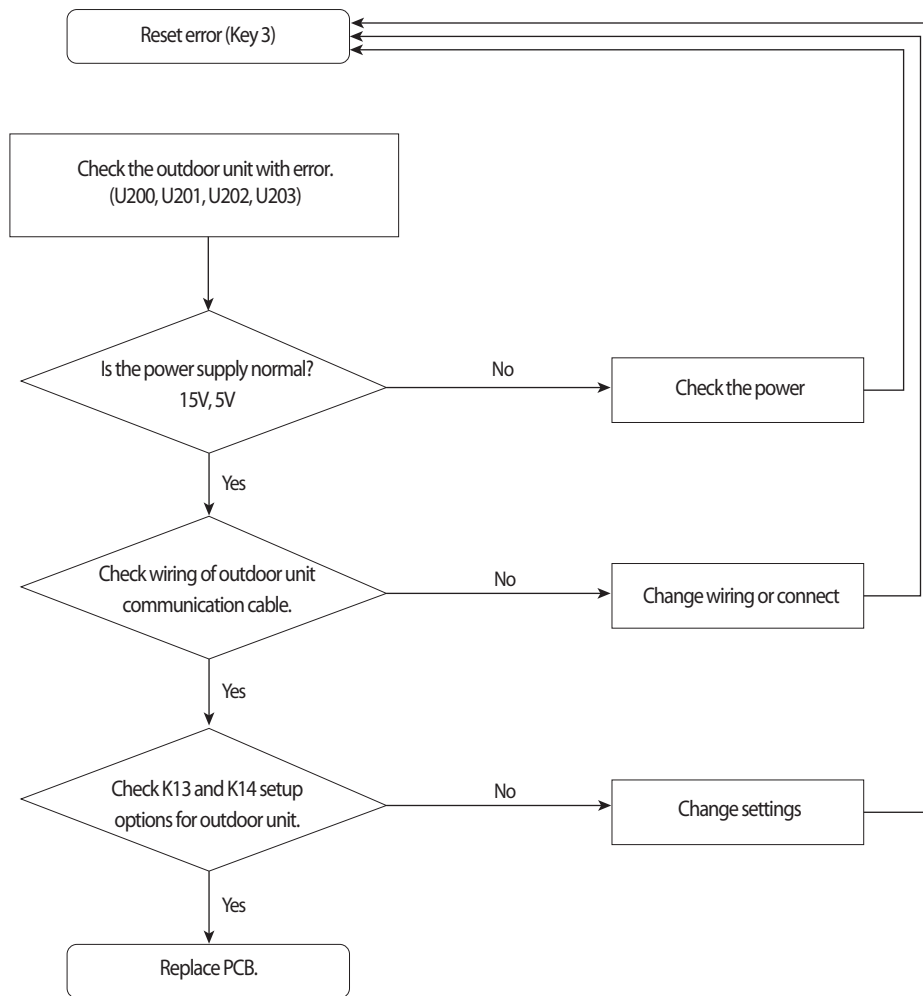 Reset error (Key 3)
Check the outdoor unit with error.
(U200, U201, U202, U203)
Is the power supply normal?
15V, 5V
No
Check the power
Yes
Check wiring of outdoor unit
communication cable.
No
Change wiring or connect
Yes
Check K13 and K14 setup
options for outdoor unit.
No
Change settings
Yes
Replace PCB.